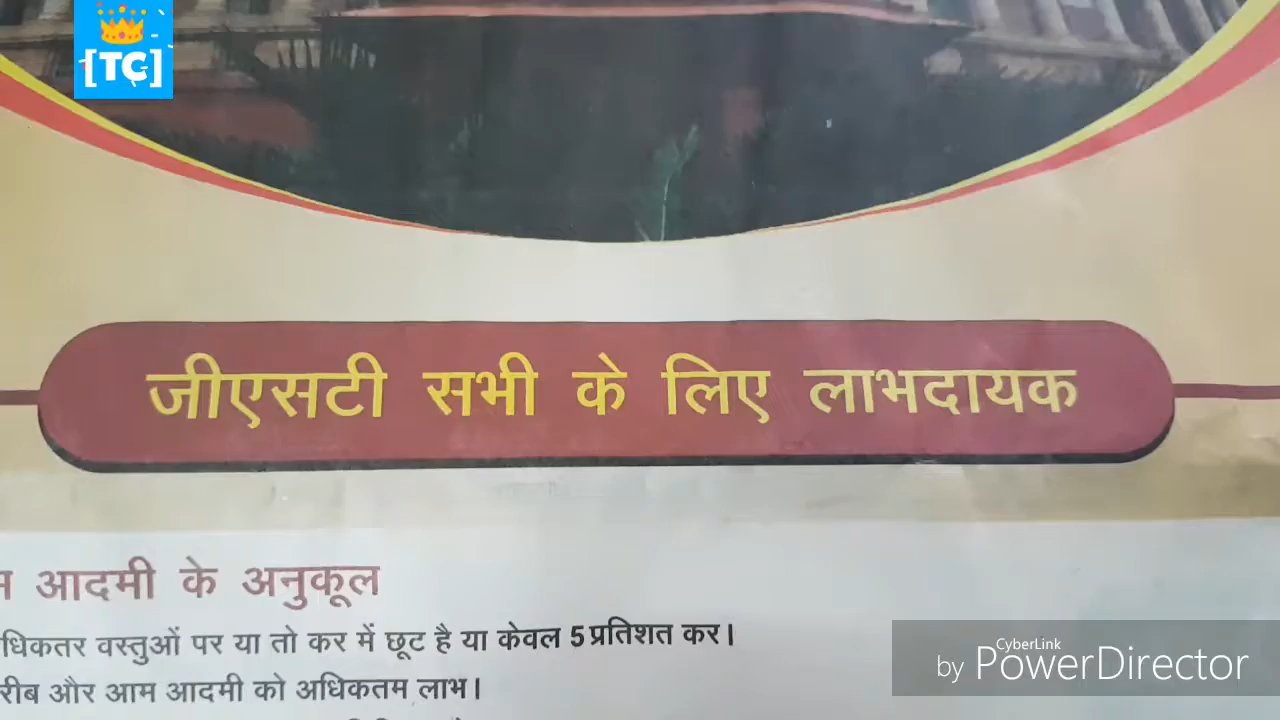 [TC]
जीएसटी सभी के लिए लाभदायक
आदमी के अनुकूल
वस्तुओं पर या तो कर में छूट है या केवल 5 प्रतिशत कर।
और आम आदमी को अधिकतम लाभ।
CyberLink
by PowerDirector